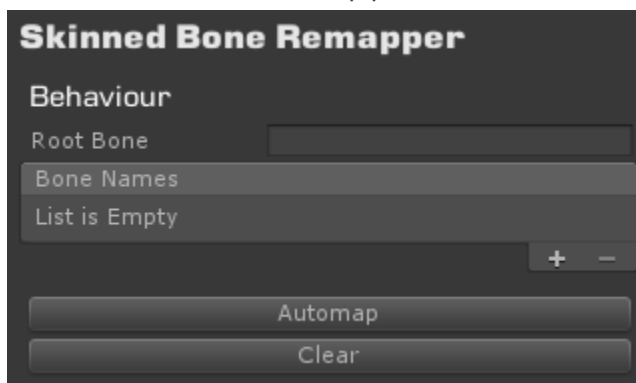 Skinned Bone Remapper
Behaviour
Root Bone
Bone Names
List is Empty
+ −
Automap
Clear